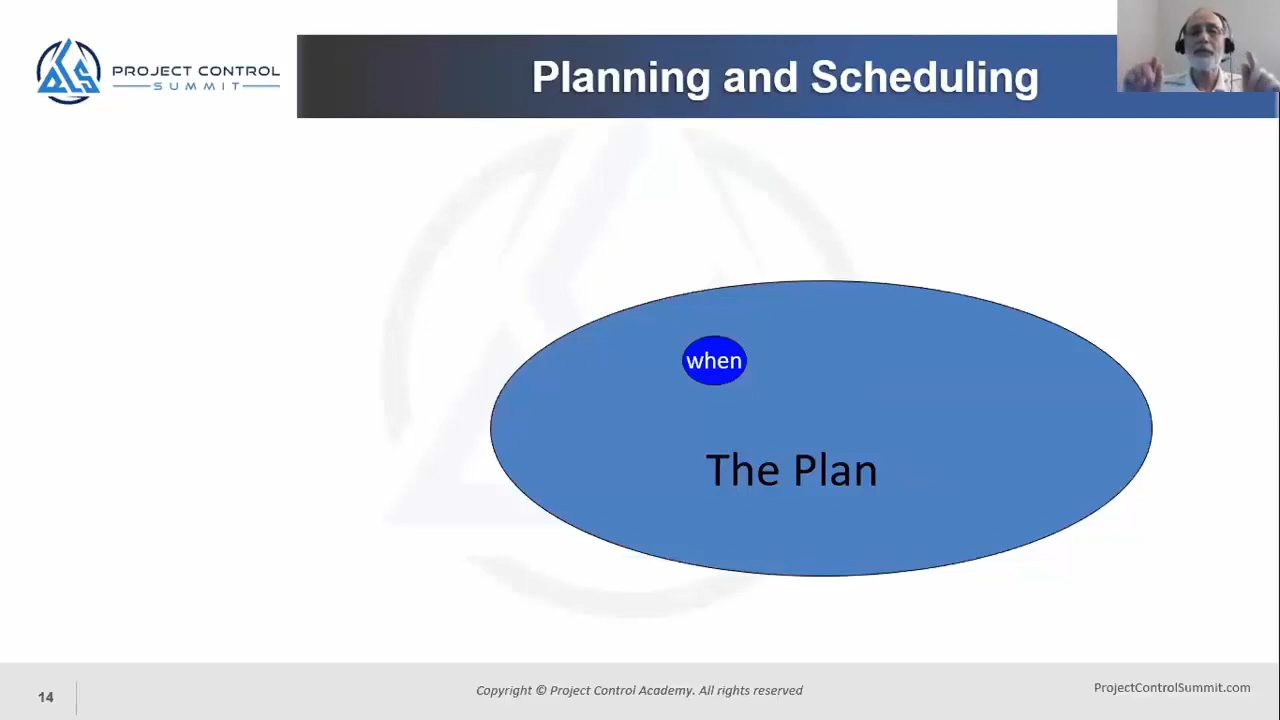 PROJECT CONTROL
SUMMIT
Planning and Scheduling
when
The Plan
14
Copyright © Project Control Academy. All rights reserved
ProjectControlSummit.com